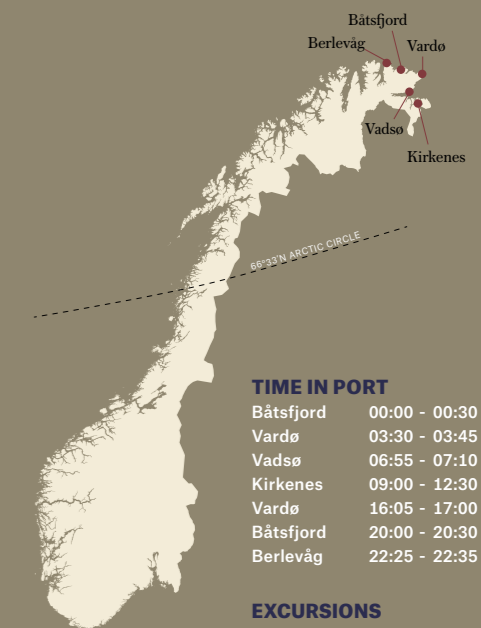 Båtsfjord
Berlevåg
Vardø
Vadsø
Kirkenes
66°33'N ARCTIC CIRCLE
TIME IN PORT
Båtsfjord 00:00 - 00:30
Vardø 03:30 - 03:45
Vadsø 06:55 - 07:10
Kirkenes 09:00 - 12:30
Vardø 16:05 - 17:00
Båtsfjord 20:00 - 20:30
Berlevåg 22:25 - 22:35
EXCURSIONS